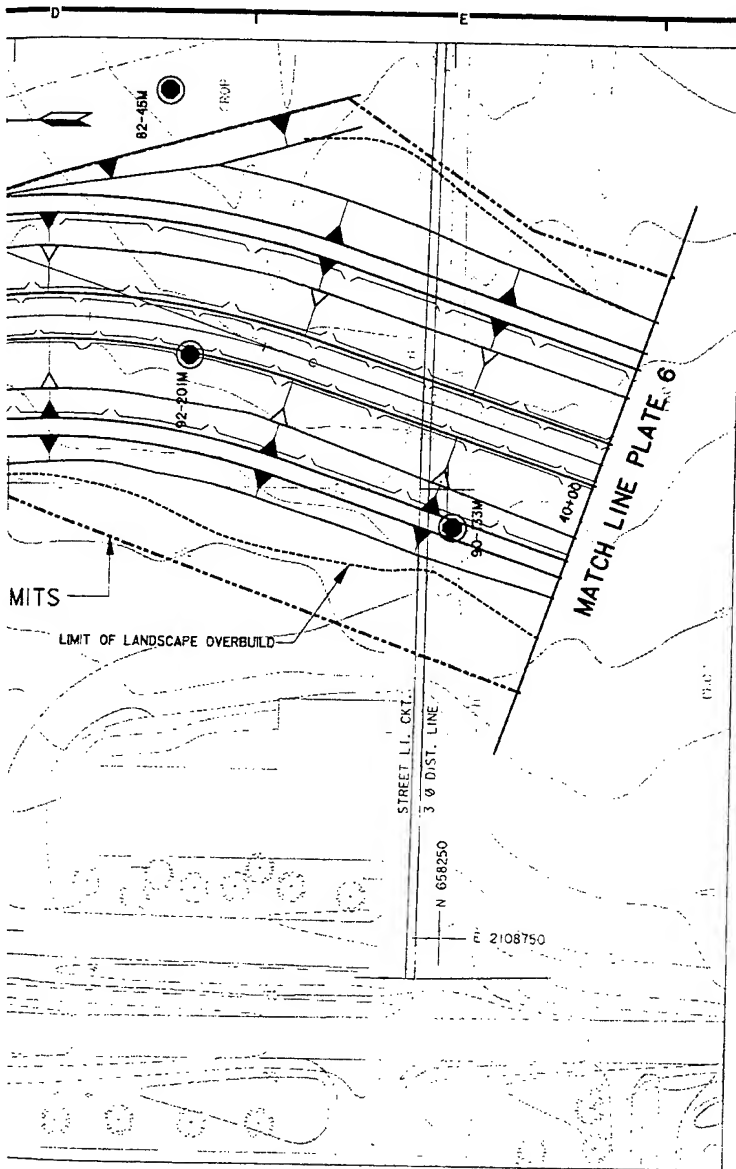 D
E
82-45M
92-201M
90-133M
40+00
MATCH LINE PLATE 6
MITS
LIMIT OF LANDSCAPE OVERBUILD
STREET LT. CKT.
3 Ø DIST. LINE
N 658250
E 2108750